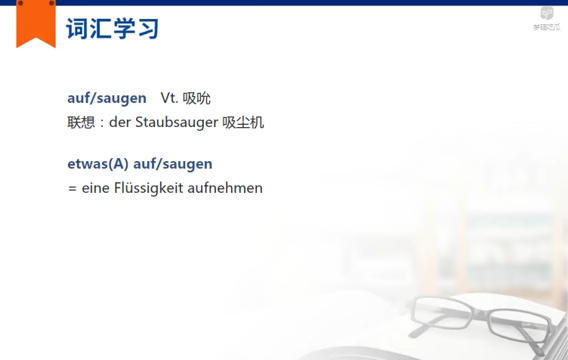 词汇学习
auf/saugen Vt. 吸吮
联想：der Staubsauger 吸尘机
etwas(A) auf/saugen
= eine Flüssigkeit aufnehmen